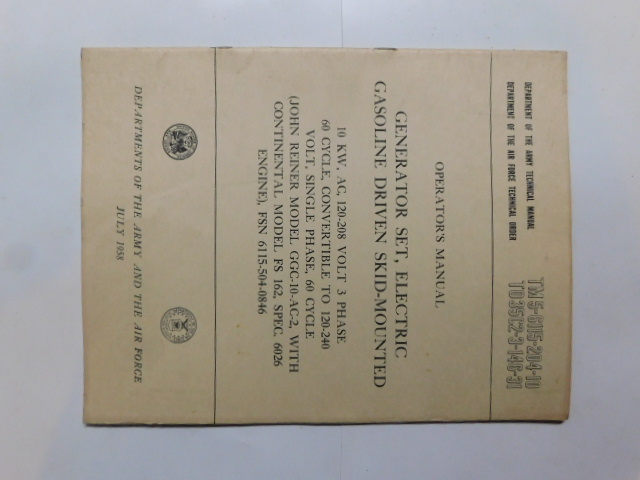 DEPARTMENT OF THE ARMY TECHNICAL MANUAL
DEPARTMENT OF THE AIR FORCE TECHNICAL ORDER
TM 5-6115-204-10
TO 35C2-3-146-31
OPERATOR'S MANUAL
GENERATOR SET, ELECTRIC
GASOLINE DRIVEN SKID-MOUNTED
10 KW, AC, 120-208 VOLT 3 PHASE
60 CYCLE, CONVERTIBLE TO 120-240
VOLT, SINGLE PHASE, 60 CYCLE
(JOHN REINER MODEL GGC-10-AC-2, WITH
CONTINENTAL MODEL FS 162, SPEC. 6026
ENGINE), FSN 6115-504-0846
DEPARTMENTS OF THE ARMY AND THE AIR FORCE
JULY 1958